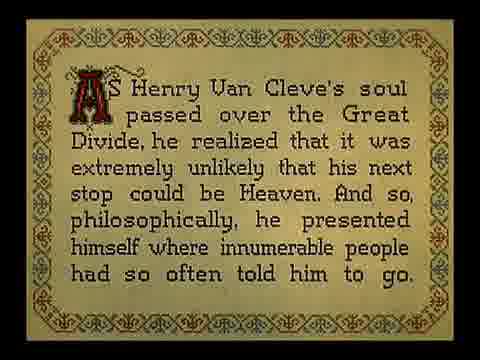 AS Henry Van Cleve's soul
passed over the Great
Divide, he realized that it was
extremely unlikely that his next
stop could be Heaven. And so,
philosophically, he presented
himself where innumerable people
had so often told him to go.